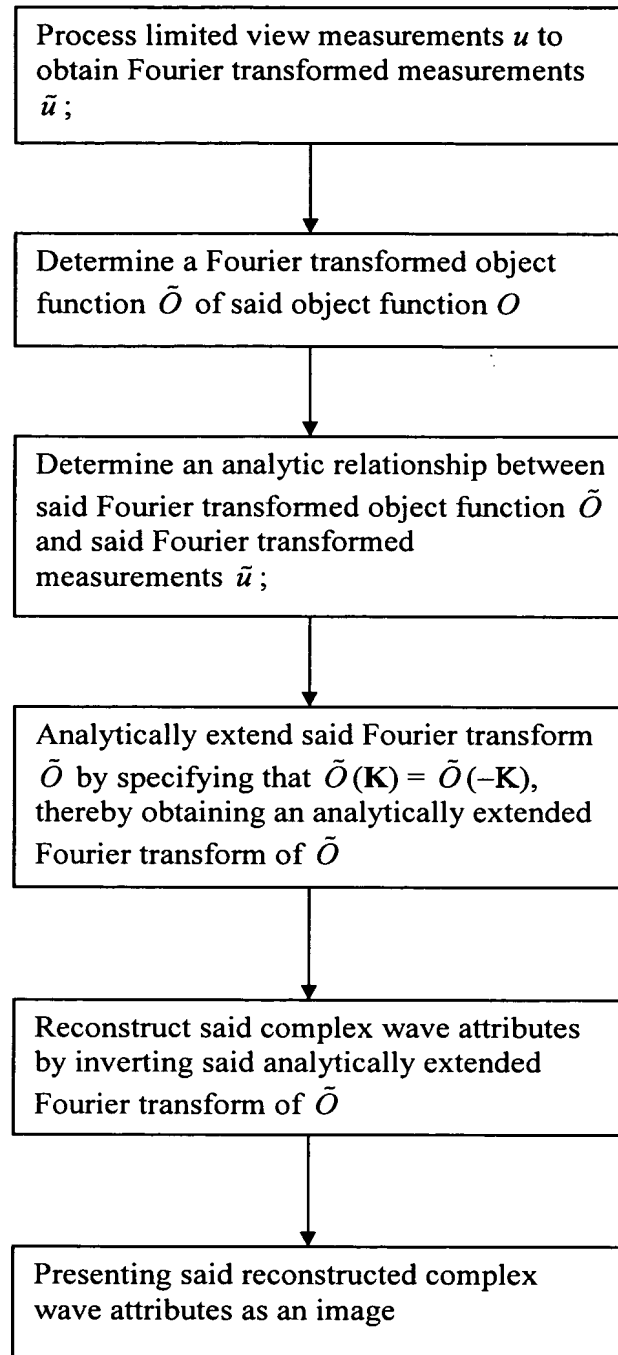 Process limited view measurements u to
obtain Fourier transformed measurements
ũ ;
Determine a Fourier transformed object
function Õ of said object function O
Determine an analytic relationship between
said Fourier transformed object function Õ
and said Fourier transformed
measurements ũ ;
Analytically extend said Fourier transform
Õ by specifying that Õ(K) = Õ(−K),
thereby obtaining an analytically extended
Fourier transform of Õ
Reconstruct said complex wave attributes
by inverting said analytically extended
Fourier transform of Õ
Presenting said reconstructed complex
wave attributes as an image